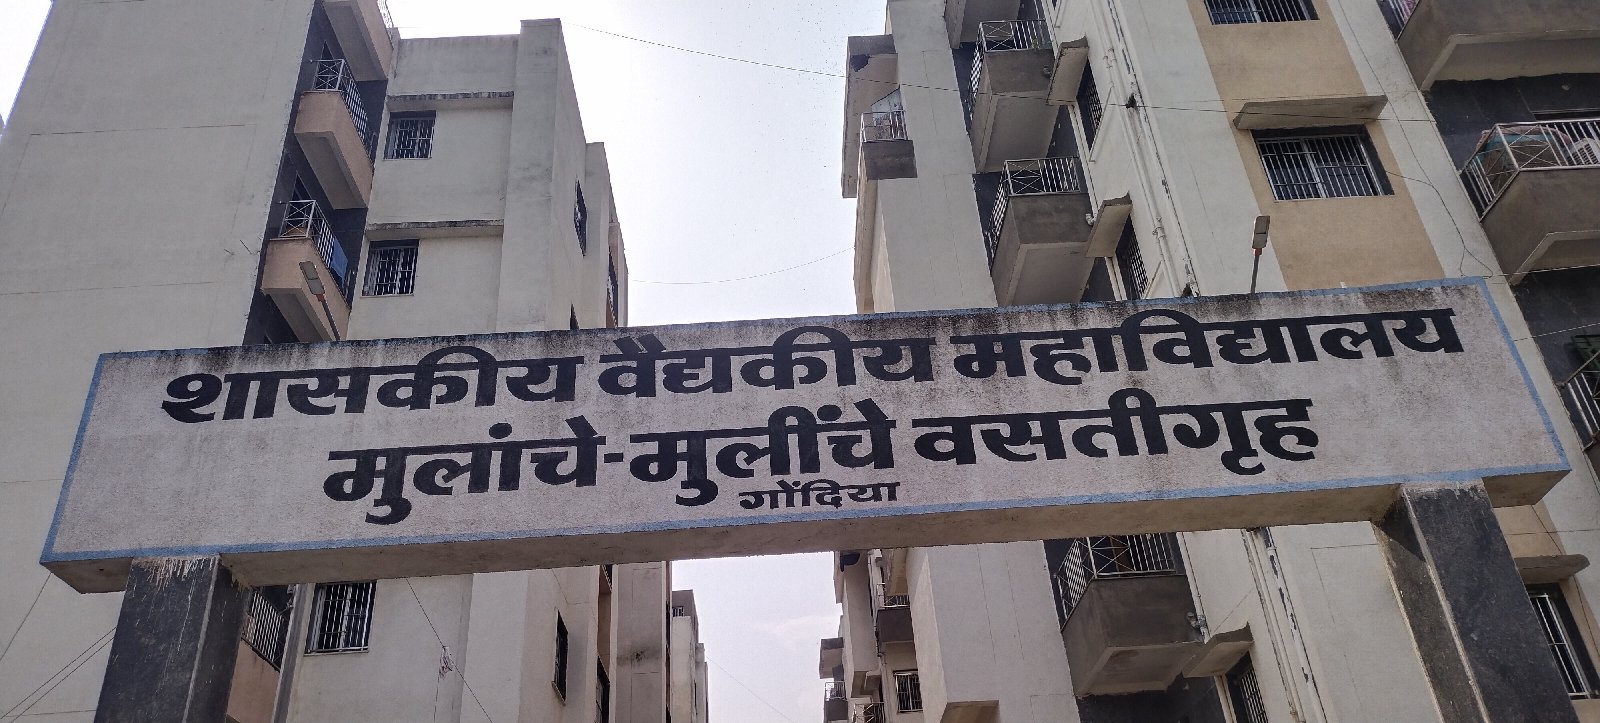 शासकीय वैद्यकीय महाविद्यालय
मुलांचे-मुलींचे वसतीगृह
गोंदिया